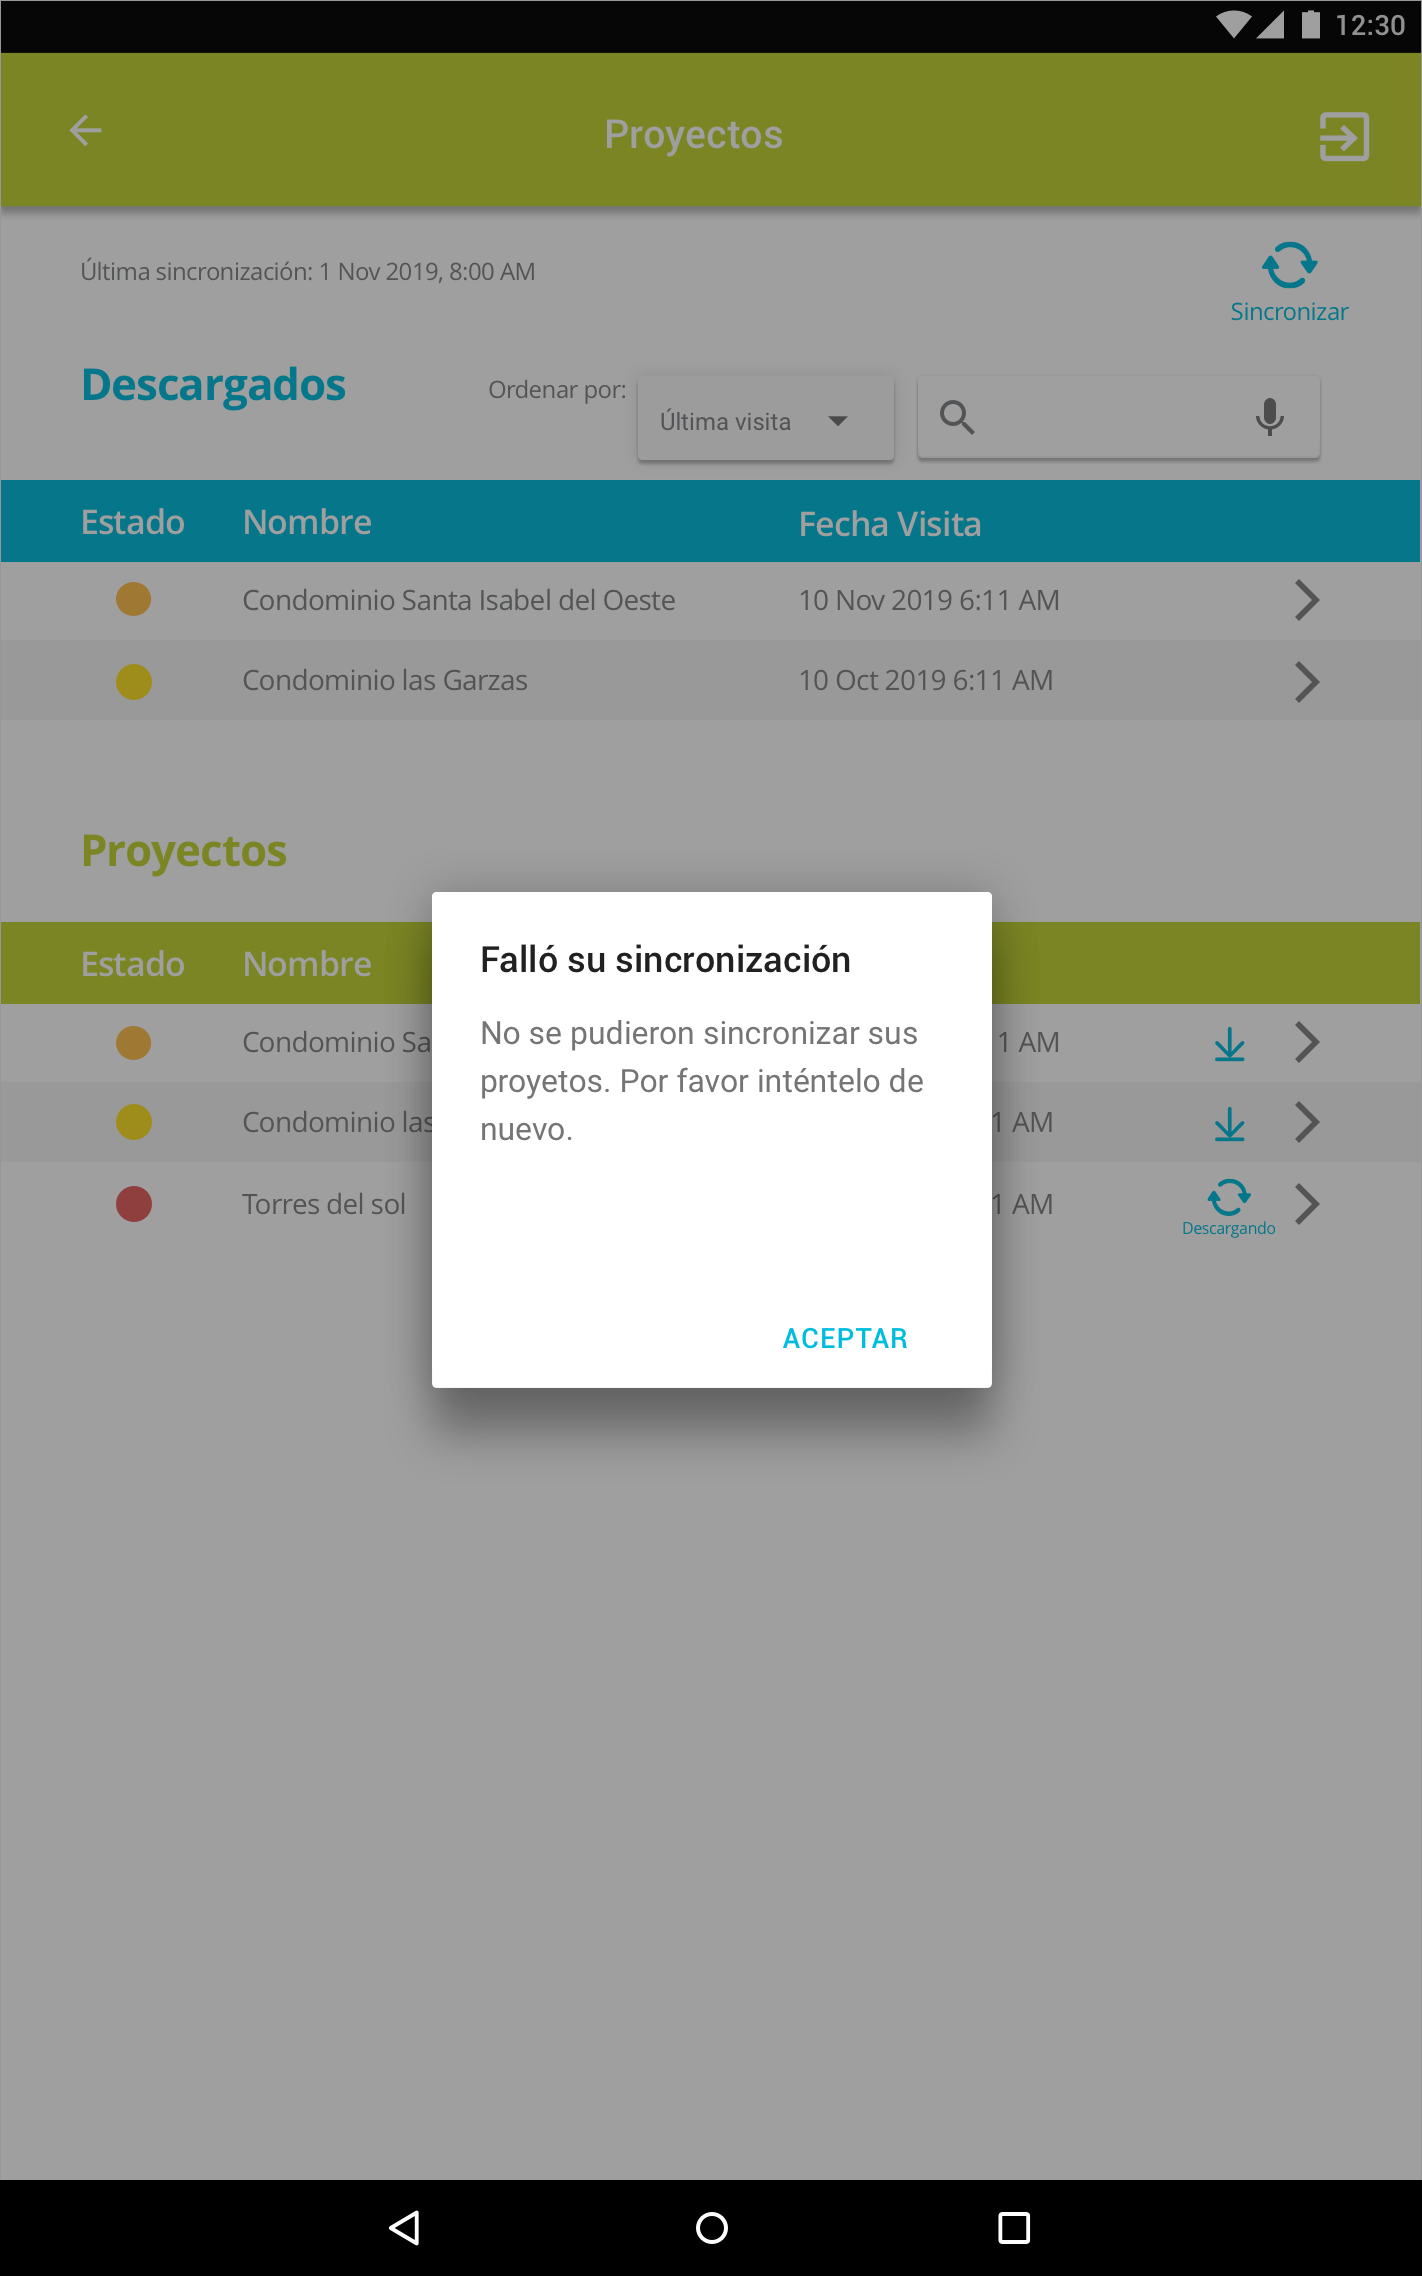 12:30
Proyectos
Última sincronización: 1 Nov 2019, 8:00 AM
Sincronizar
Descargados
Ordenar por:
Última visita
Estado Nombre Fecha Visita
Condominio Santa Isabel del Oeste 10 Nov 2019 6:11 AM
Condominio las Garzas 10 Oct 2019 6:11 AM
Proyectos
Estado Nombre
Condominio Sa 1 AM
Condominio las 1 AM
Torres del sol 1 AM
Descargando
Falló su sincronización
No se pudieron sincronizar sus
proyetos. Por favor inténtelo de
nuevo.
ACEPTAR